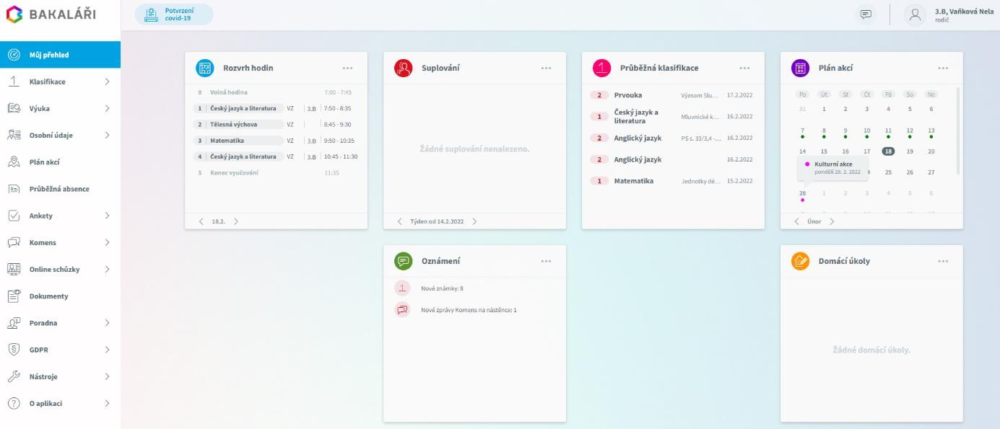 BAKALÁŘI
Potvrzení
covid-19
3.B, Vaňková Nela
rodič
Můj přehled
Klasifikace
Výuka
Osobní údaje
Plán akcí
Průběžná absence
Ankety
Komens
Online schůzky
Dokumenty
Poradna
GDPR
Nástroje
O aplikaci
Rozvrh hodin
0 Volná hodina 7:00 - 7:45
1 Český jazyk a literatura VZ 3.B 7:50 - 8:35
2 Tělesná výchova VZ 8:45 - 9:30
3 Matematika VZ 3.B 9:50 - 10:35
4 Český jazyk a literatura VZ 3.B 10:45 - 11:30
5 Konec vyučování 11:35
18.2.
Suplování
Žádné suplování nenalezeno.
Týden od 14.2.2022
Průběžná klasifikace
2 Prvouka Význam Slu... 17.2.2022
1 Český jazyk a literatura Mluvnické k... 16.2.2022
2 Anglický jazyk PS s. 33/3,4 -... 16.2.2022
2 Anglický jazyk 16.2.2022
1 Matematika Jednotky dé... 15.2.2022
Plán akcí
Po Út St Čt Pá So Ne
31 1 2 3 4 5 6
7 8 9 10 11 12 13
14 15 16 17 18 19 20
Kulturní akce
pondělí 28. 2. 2022
25 26 27
28 1 2 3 4 5 6
Únor
Oznámení
Nové známky: 8
Nové zprávy Komens na nástěnce: 1
Domácí úkoly
Žádné domácí úkoly.